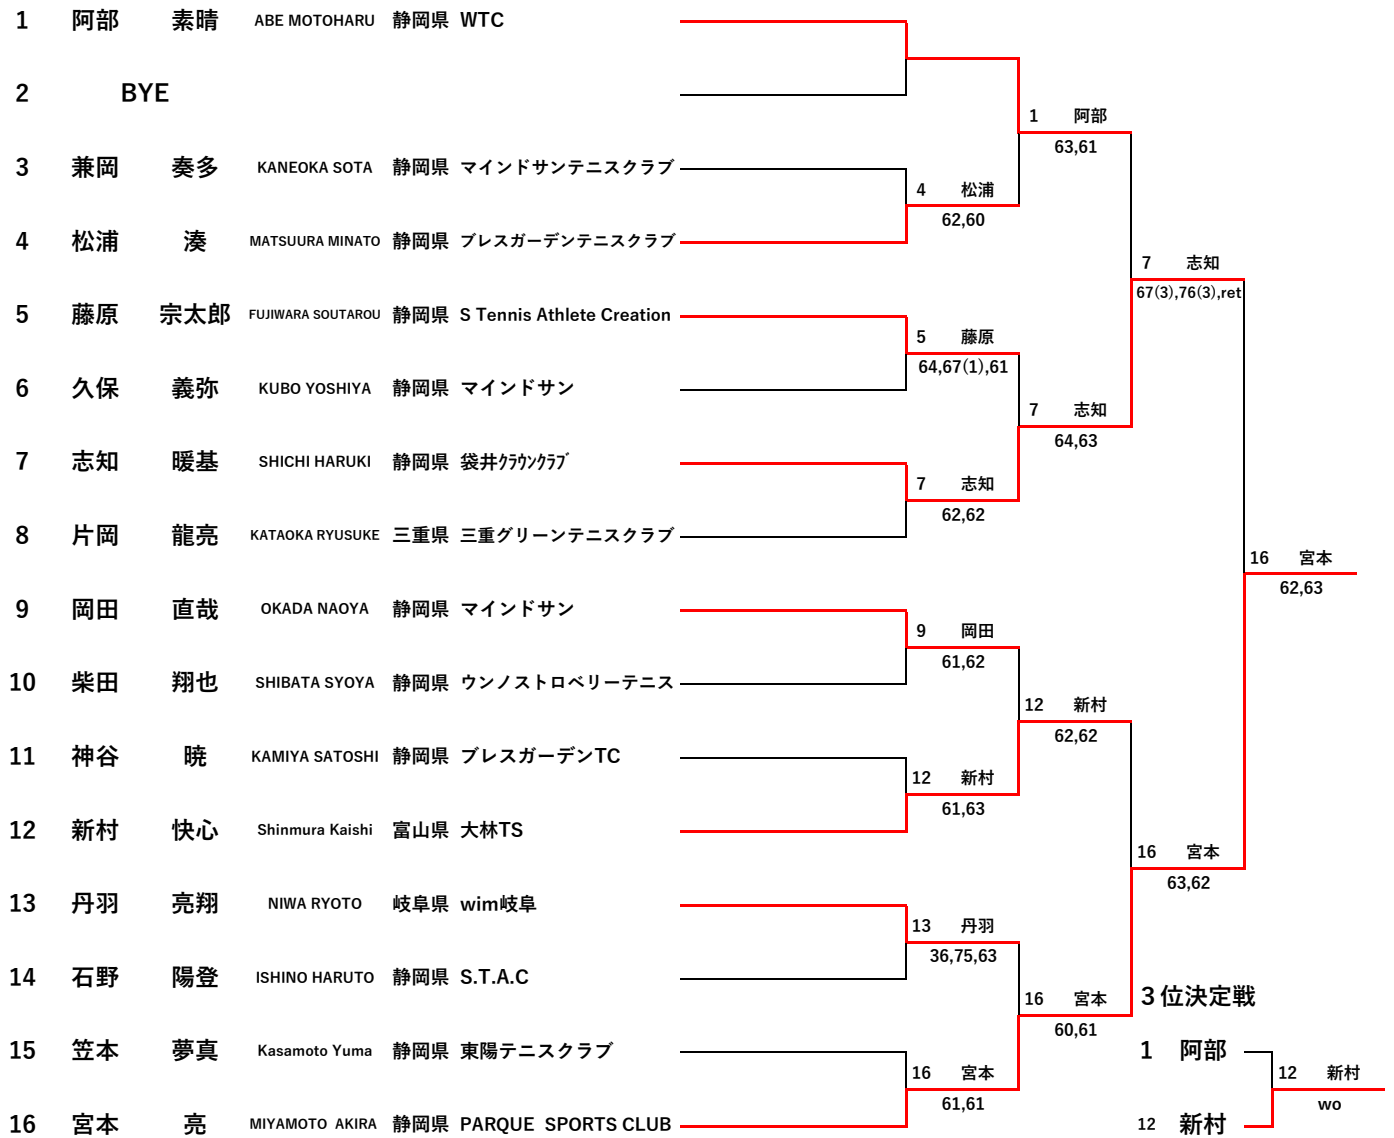 1 阿部 素晴 ABE MOTOHARU 静岡県 WTC
2 BYE
1 阿部
63,61
3 兼岡 奏多 KANEOKA SOTA 静岡県 マインドサンテニスクラブ
4 松浦
62,60
4 松浦 湊 MATSUURA MINATO 静岡県 ブレスガーデンテニスクラブ
7 志知
67(3),76(3),ret
5 藤原 宗太郎 FUJIWARA SOUTAROU 静岡県 S Tennis Athlete Creation
5 藤原
64,67(1),61
6 久保 義弥 KUBO YOSHIYA 静岡県 マインドサン
7 志知
64,63
7 志知 暖基 SHICHI HARUKI 静岡県 袋井ｸﾗｳﾝｸﾗﾌﾞ
7 志知
62,62
8 片岡 龍亮 KATAOKA RYUSUKE 三重県 三重グリーンテニスクラブ
16 宮本
62,63
9 岡田 直哉 OKADA NAOYA 静岡県 マインドサン
9 岡田
61,62
10 柴田 翔也 SHIBATA SYOYA 静岡県 ウンノストロベリーテニス
12 新村
62,62
11 神谷 暁 KAMIYA SATOSHI 静岡県 ブレスガーデンTC
12 新村
61,63
12 新村 快心 Shinmura Kaishi 富山県 大林TS
16 宮本
63,62
13 丹羽 亮翔 NIWA RYOTO 岐阜県 wim岐阜
13 丹羽
36,75,63
14 石野 陽登 ISHINO HARUTO 静岡県 S.T.A.C
16 宮本
60,61
3位決定戦
15 笠本 夢真 Kasamoto Yuma 静岡県 東陽テニスクラブ
1 阿部
16 宮本
61,61
12 新村
wo
16 宮本 亮 MIYAMOTO AKIRA 静岡県 PARQUE SPORTS CLUB
12 新村